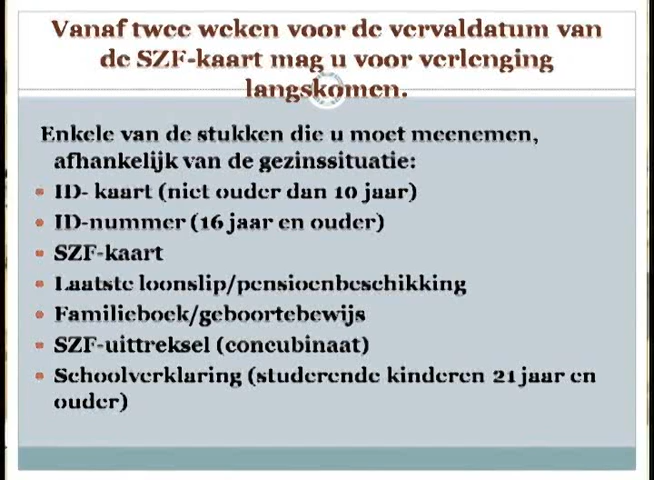 Vanaf twee weken voor de vervaldatum van
de SZF-kaart mag u voor verlenging
langskomen.
Enkele van de stukken die u moet meenemen,
afhankelijk van de gezinssituatie:
ID- kaart (niet ouder dan 10 jaar)
ID-nummer (16 jaar en ouder)
SZF-kaart
Laatste loonslip/pensioenbeschikking
Familieboek/geboortebewijs
SZF-uittreksel (concubinaat)
Schoolverklaring (studerende kinderen 21 jaar en
ouder)